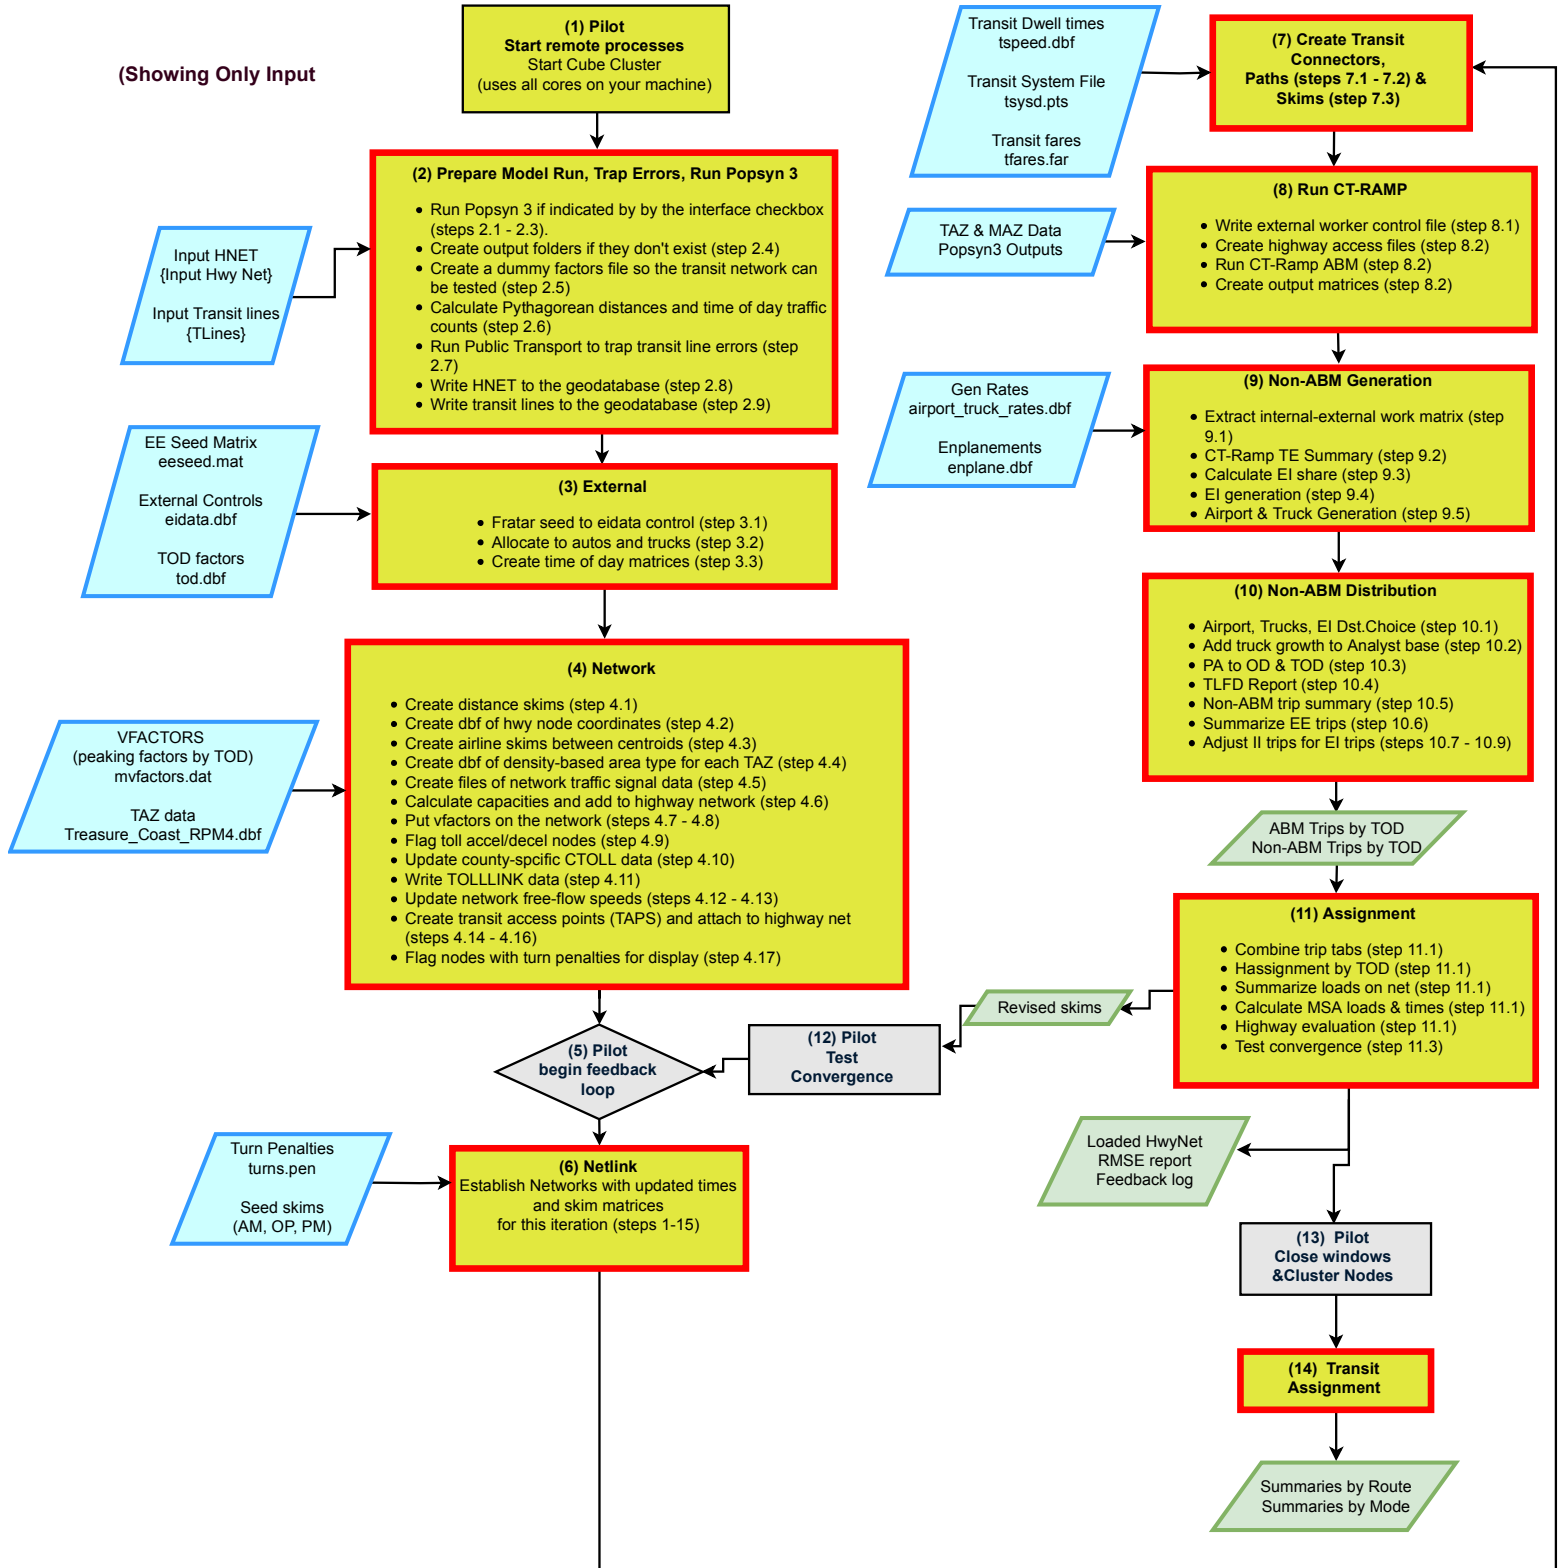 (Showing Only Input
(1) Pilot
Start remote processes
Start Cube Cluster
(uses all cores on your machine)
(2) Prepare Model Run, Trap Errors, Run Popsyn 3
• Run Popsyn 3 if indicated by by the interface checkbox
(steps 2.1 - 2.3).
• Create output folders if they don't exist (step 2.4)
• Create a dummy factors file so the transit network can
be tested (step 2.5)
• Calculate Pythagorean distances and time of day traffic
counts (step 2.6)
• Run Public Transport to trap transit line errors (step
2.7)
• Write HNET to the geodatabase (step 2.8)
• Write transit lines to the geodatabase (step 2.9)
Input HNET
{Input Hwy Net}
Input Transit lines
{TLines}
EE Seed Matrix
eeseed.mat
External Controls
eidata.dbf
TOD factors
tod.dbf
(3) External
• Fratar seed to eidata control (step 3.1)
• Allocate to autos and trucks (step 3.2)
• Create time of day matrices (step 3.3)
(4) Network
• Create distance skims (step 4.1)
• Create dbf of hwy node coordinates (step 4.2)
• Create airline skims between centroids (step 4.3)
• Create dbf of density-based area type for each TAZ (step 4.4)
• Create files of network traffic signal data (step 4.5)
• Calculate capacities and add to highway network (step 4.6)
• Put vfactors on the network (steps 4.7 - 4.8)
• Flag toll accel/decel nodes (step 4.9)
• Update county-spcific CTOLL data (step 4.10)
• Write TOLLLINK data (step 4.11)
• Update network free-flow speeds (steps 4.12 - 4.13)
• Create transit access points (TAPS) and attach to highway net
(steps 4.14 - 4.16)
• Flag nodes with turn penalties for display (step 4.17)
VFACTORS
(peaking factors by TOD)
mvfactors.dat
TAZ data
Treasure_Coast_RPM4.dbf
(5) Pilot
begin feedback
loop
(12) Pilot
Test
Convergence
Revised skims
Turn Penalties
turns.pen
Seed skims
(AM, OP, PM)
(6) Netlink
Establish Networks with updated times
and skim matrices
for this iteration (steps 1-15)
Transit Dwell times
tspeed.dbf
Transit System File
tsysd.pts
Transit fares
tfares.far
(7) Create Transit
Connectors,
Paths (steps 7.1 - 7.2) &
Skims (step 7.3)
(8) Run CT-RAMP
• Write external worker control file (step 8.1)
• Create highway access files (step 8.2)
• Run CT-Ramp ABM (step 8.2)
• Create output matrices (step 8.2)
TAZ & MAZ Data
Popsyn3 Outputs
(9) Non-ABM Generation
• Extract internal-external work matrix (step
9.1)
• CT-Ramp TE Summary (step 9.2)
• Calculate EI share (step 9.3)
• EI generation (step 9.4)
• Airport & Truck Generation (step 9.5)
Gen Rates
airport_truck_rates.dbf
Enplanements
enplane.dbf
(10) Non-ABM Distribution
• Airport, Trucks, EI Dst.Choice (step 10.1)
• Add truck growth to Analyst base (step 10.2)
• PA to OD & TOD (step 10.3)
• TLFD Report (step 10.4)
• Non-ABM trip summary (step 10.5)
• Summarize EE trips (step 10.6)
• Adjust II trips for EI trips (steps 10.7 - 10.9)
ABM Trips by TOD
Non-ABM Trips by TOD
(11) Assignment
• Combine trip tabs (step 11.1)
• Hassignment by TOD (step 11.1)
• Summarize loads on net (step 11.1)
• Calculate MSA loads & times (step 11.1)
• Highway evaluation (step 11.1)
• Test convergence (step 11.3)
Loaded HwyNet
RMSE report
Feedback log
(13) Pilot
Close windows
&Cluster Nodes
(14) Transit
Assignment
Summaries by Route
Summaries by Mode